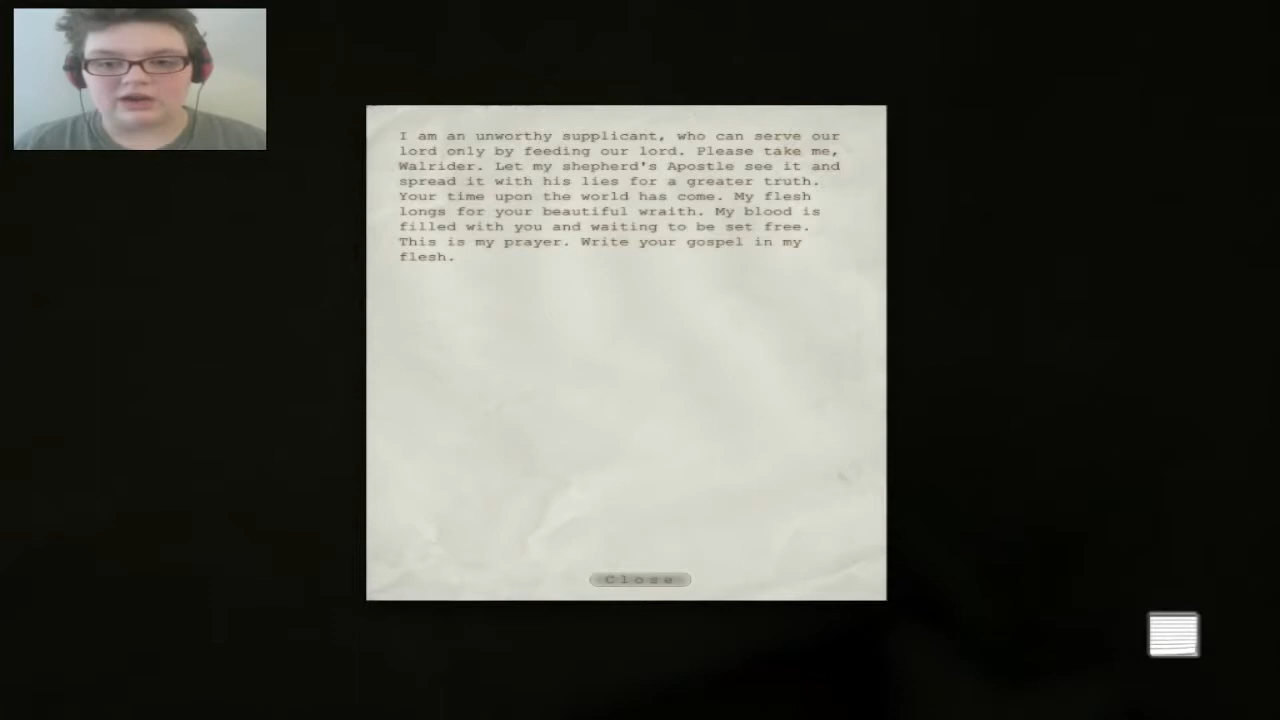 I am an unworthy supplicant, who can serve our
lord only by feeding our lord. Please take me,
Walrider. Let my shepherd's Apostle see it and
spread it with his lies for a greater truth.
Your time upon the world has come. My flesh
longs for your beautiful wraith. My blood is
filled with you and waiting to be set free.
This is my prayer. Write your gospel in my
flesh.
Close